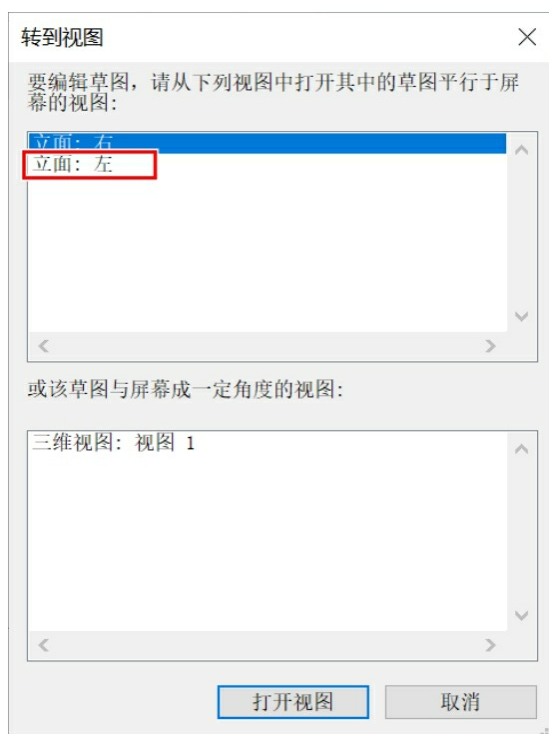 转到视图
要编辑草图，请从下列视图中打开其中的草图平行于屏
幕的视图：
立面: 右
立面: 左
或该草图与屏幕成一定角度的视图：
三维视图: 视图 1
打开视图
取消